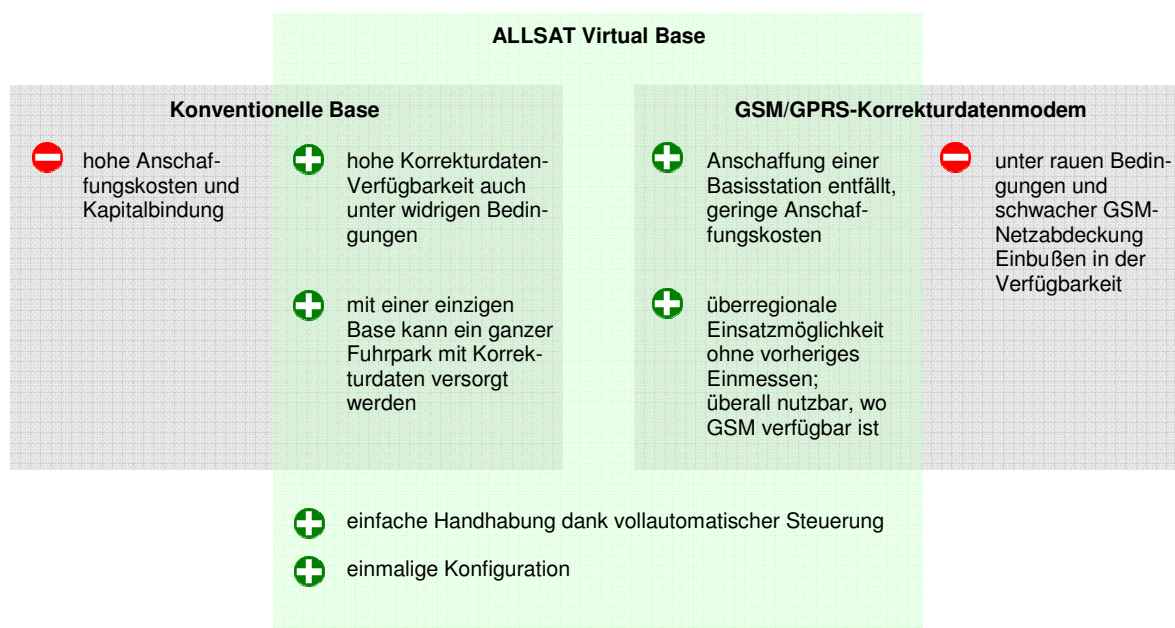 ALLSAT Virtual Base
Konventionelle Base
hohe Anschaf-
fungskosten und
Kapitalbindung
hohe Korrekturdaten-
Verfügbarkeit auch
unter widrigen Bedin-
gungen
mit einer einzigen
Base kann ein ganzer
Fuhrpark mit Korrek-
turdaten versorgt
werden
GSM/GPRS-Korrekturdatenmodem
Anschaffung einer
Basisstation entfällt,
geringe Anschaf-
fungskosten
überregionale
Einsatzmöglichkeit
ohne vorheriges
Einmessen;
überall nutzbar, wo
GSM verfügbar ist
unter rauen Bedin-
gungen und
schwacher GSM-
Netzabdeckung
Einbußen in der
Verfügbarkeit
einfache Handhabung dank vollautomatischer Steuerung
einmalige Konfiguration